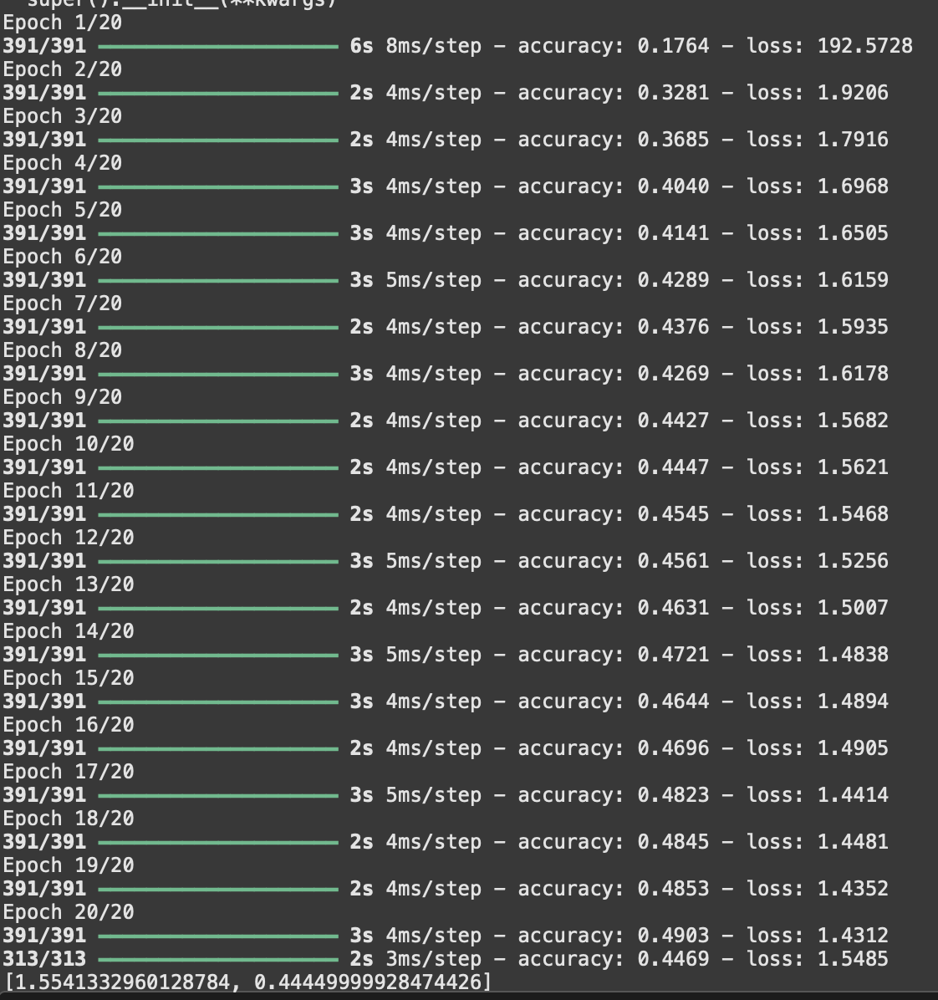 super().__init__(**kwargs)
Epoch 1/20
391/391 ━━━━━━━━━━━━━━━━━━━━ 6s 8ms/step - accuracy: 0.1764 - loss: 192.5728
Epoch 2/20
391/391 ━━━━━━━━━━━━━━━━━━━━ 2s 4ms/step - accuracy: 0.3281 - loss: 1.9206
Epoch 3/20
391/391 ━━━━━━━━━━━━━━━━━━━━ 2s 4ms/step - accuracy: 0.3685 - loss: 1.7916
Epoch 4/20
391/391 ━━━━━━━━━━━━━━━━━━━━ 3s 4ms/step - accuracy: 0.4040 - loss: 1.6968
Epoch 5/20
391/391 ━━━━━━━━━━━━━━━━━━━━ 3s 4ms/step - accuracy: 0.4141 - loss: 1.6505
Epoch 6/20
391/391 ━━━━━━━━━━━━━━━━━━━━ 3s 5ms/step - accuracy: 0.4289 - loss: 1.6159
Epoch 7/20
391/391 ━━━━━━━━━━━━━━━━━━━━ 2s 4ms/step - accuracy: 0.4376 - loss: 1.5935
Epoch 8/20
391/391 ━━━━━━━━━━━━━━━━━━━━ 3s 4ms/step - accuracy: 0.4269 - loss: 1.6178
Epoch 9/20
391/391 ━━━━━━━━━━━━━━━━━━━━ 2s 4ms/step - accuracy: 0.4427 - loss: 1.5682
Epoch 10/20
391/391 ━━━━━━━━━━━━━━━━━━━━ 2s 4ms/step - accuracy: 0.4447 - loss: 1.5621
Epoch 11/20
391/391 ━━━━━━━━━━━━━━━━━━━━ 2s 4ms/step - accuracy: 0.4545 - loss: 1.5468
Epoch 12/20
391/391 ━━━━━━━━━━━━━━━━━━━━ 3s 5ms/step - accuracy: 0.4561 - loss: 1.5256
Epoch 13/20
391/391 ━━━━━━━━━━━━━━━━━━━━ 2s 4ms/step - accuracy: 0.4631 - loss: 1.5007
Epoch 14/20
391/391 ━━━━━━━━━━━━━━━━━━━━ 3s 5ms/step - accuracy: 0.4721 - loss: 1.4838
Epoch 15/20
391/391 ━━━━━━━━━━━━━━━━━━━━ 3s 4ms/step - accuracy: 0.4644 - loss: 1.4894
Epoch 16/20
391/391 ━━━━━━━━━━━━━━━━━━━━ 2s 4ms/step - accuracy: 0.4696 - loss: 1.4905
Epoch 17/20
391/391 ━━━━━━━━━━━━━━━━━━━━ 3s 5ms/step - accuracy: 0.4823 - loss: 1.4414
Epoch 18/20
391/391 ━━━━━━━━━━━━━━━━━━━━ 2s 4ms/step - accuracy: 0.4845 - loss: 1.4481
Epoch 19/20
391/391 ━━━━━━━━━━━━━━━━━━━━ 2s 4ms/step - accuracy: 0.4853 - loss: 1.4352
Epoch 20/20
391/391 ━━━━━━━━━━━━━━━━━━━━ 3s 4ms/step - accuracy: 0.4903 - loss: 1.4312
313/313 ━━━━━━━━━━━━━━━━━━━━ 2s 3ms/step - accuracy: 0.4469 - loss: 1.5485
[1.5541332960128784, 0.44449999928474426]